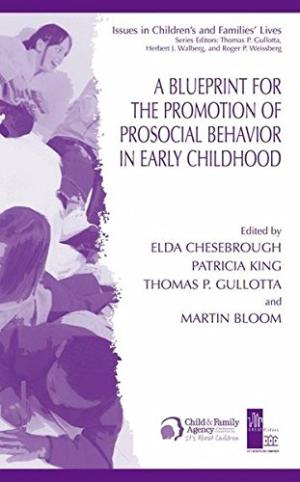 Issues in Children's and Families' Lives
Series Editors: Thomas P. Gullotta,
Herbert J. Walberg, and Roger P. Weissberg
A BLUEPRINT FOR
THE PROMOTION OF
PROSOCIAL BEHAVIOR
IN EARLY CHILDHOOD
Edited by
ELDA CHESEBROUGH
PATRICIA KING
THOMAS P. GULLOTTA
and
MARTIN BLOOM
Child & Family
Agency
It's About Children